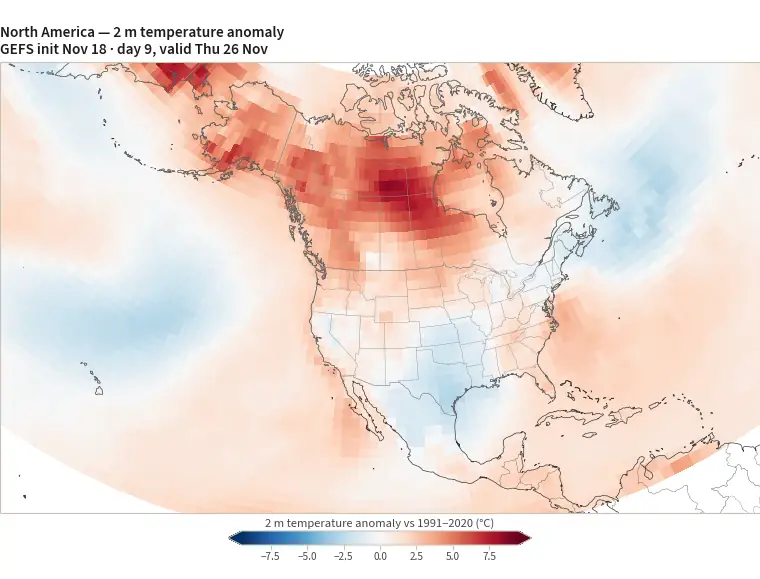 North America — 2 m temperature anomaly
GEFS init Nov 18 · day 9, valid Thu 26 Nov
2 m temperature anomaly vs 1991–2020 (°C)
−7.5 −5.0 −2.5 0.0 2.5 5.0 7.5